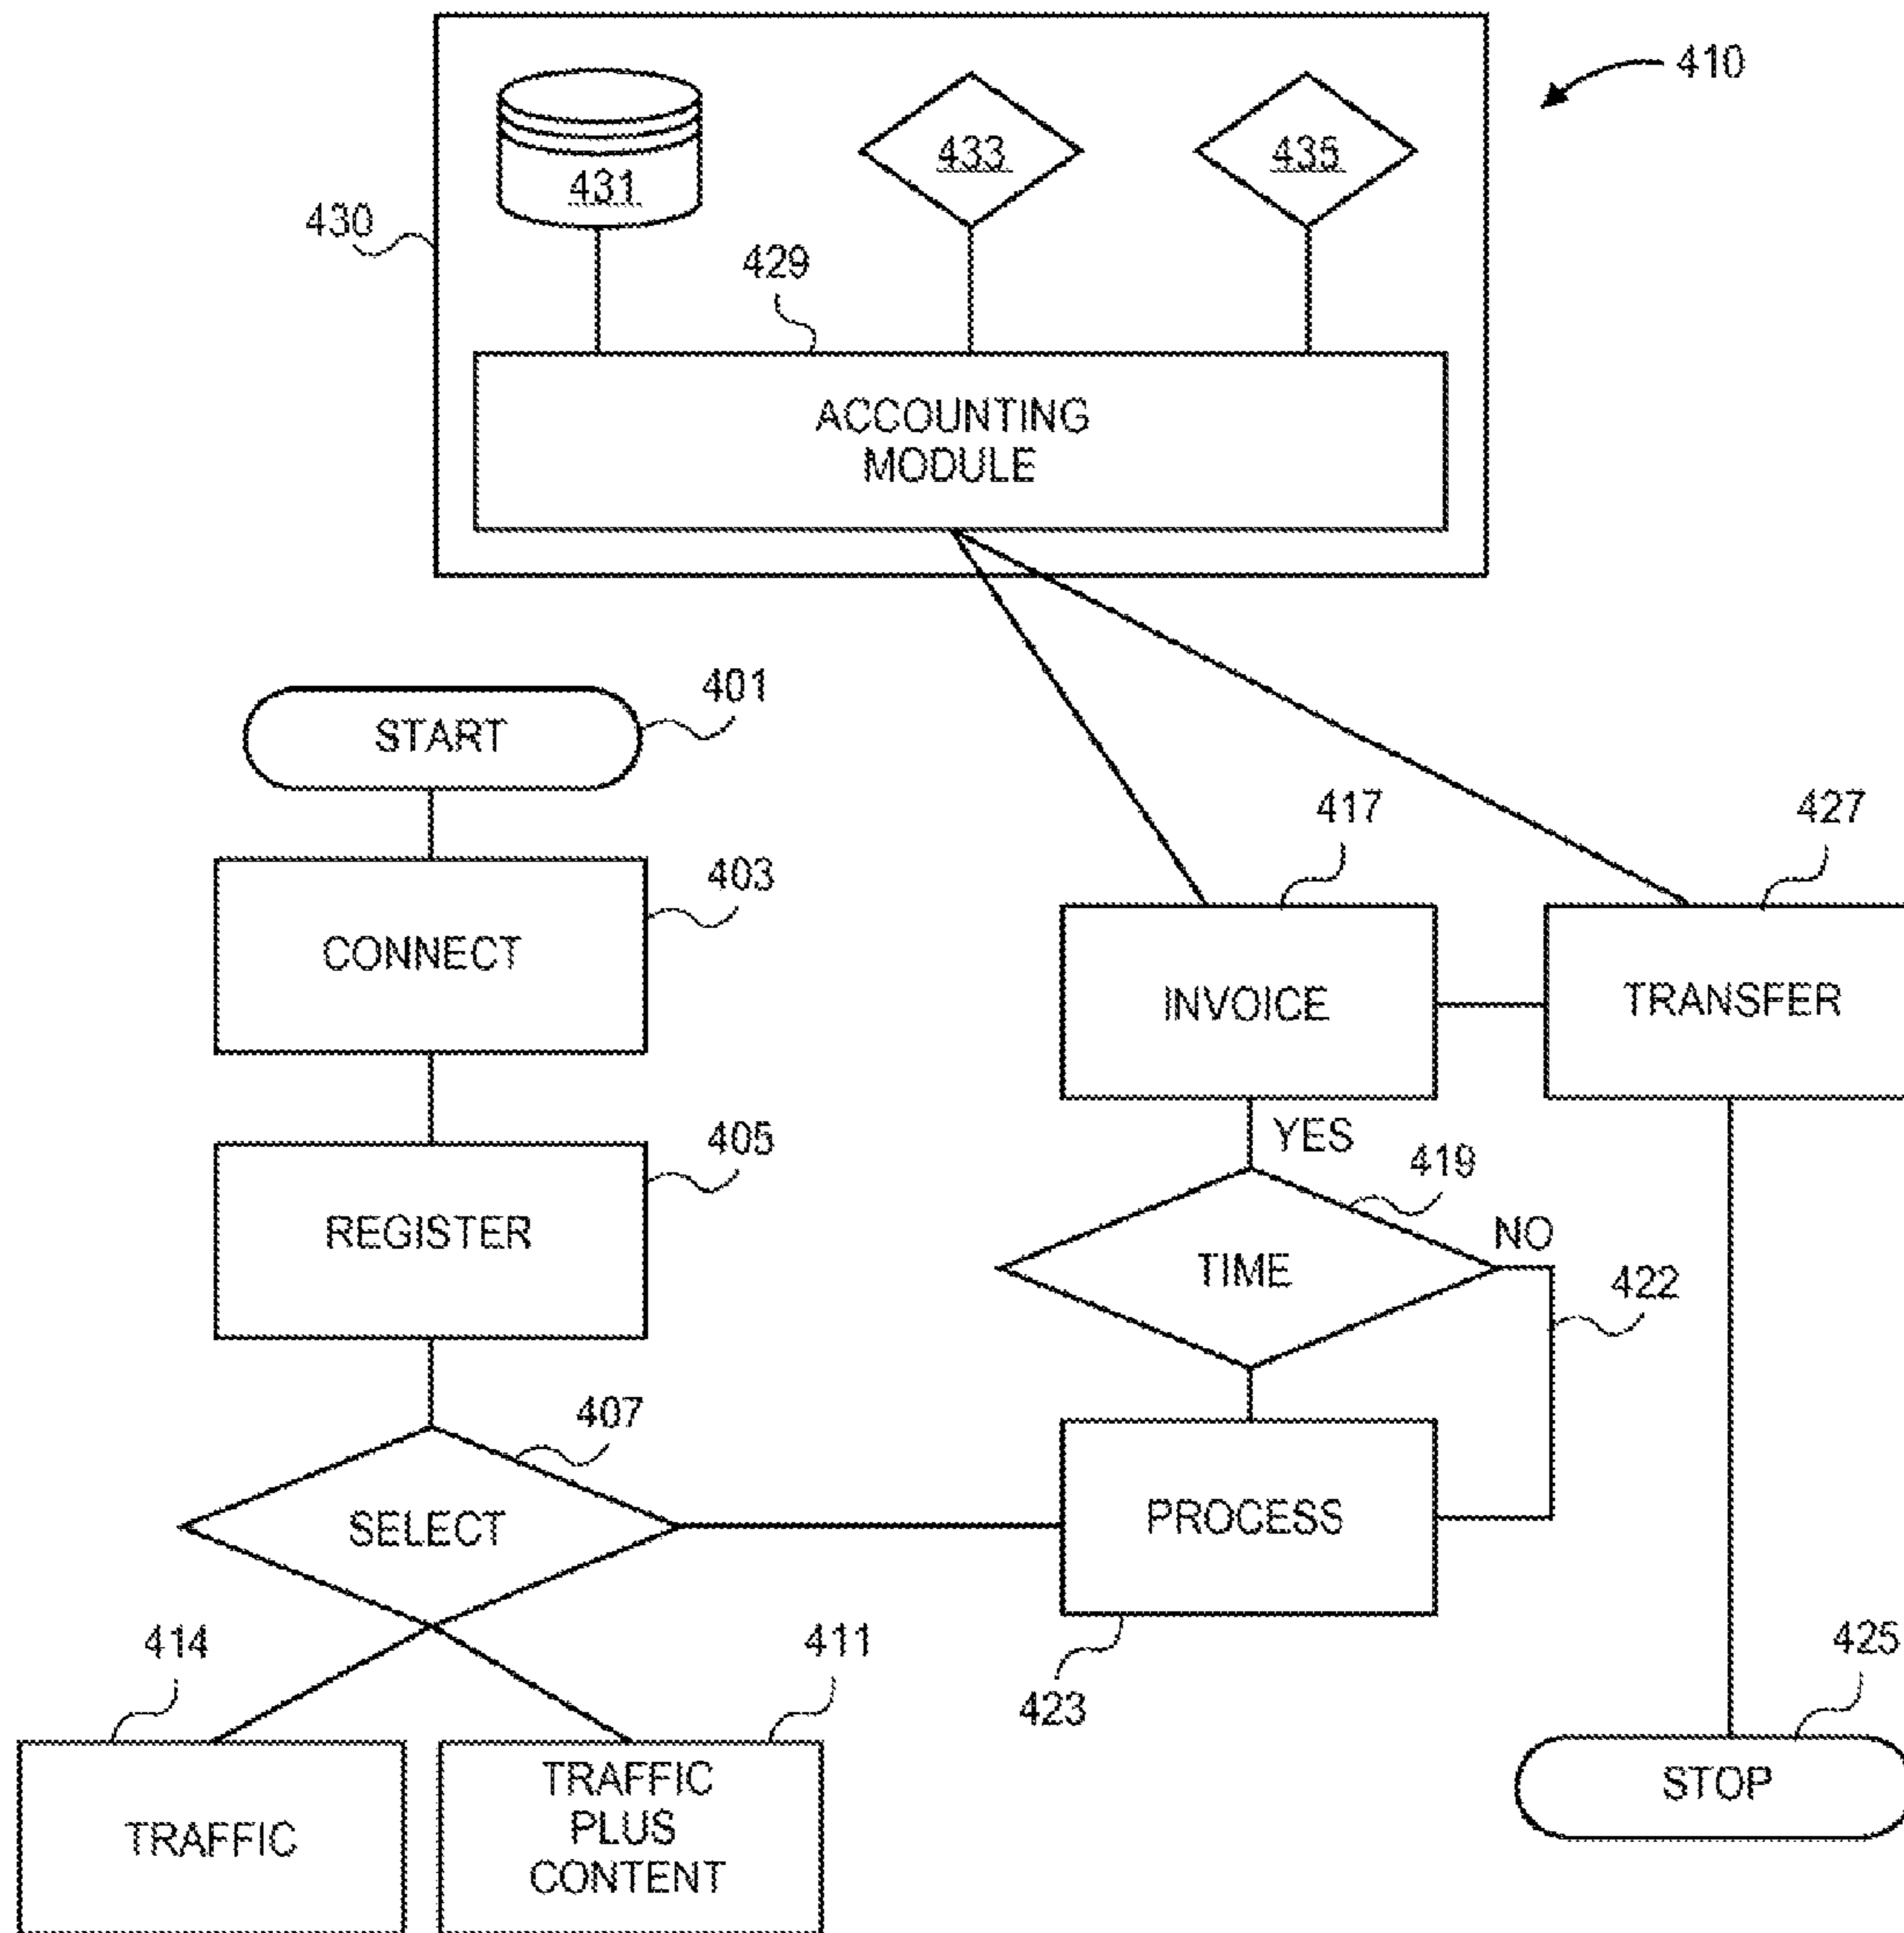 410
431
433
435
430
429
ACCOUNTING
MODULE
401
START
417
427
403
CONNECT
INVOICE
TRANSFER
405
YES
419
REGISTER
NO
TIME
422
407
SELECT
PROCESS
414
411
423
425
TRAFFIC
TRAFFIC
PLUS
CONTENT
STOP